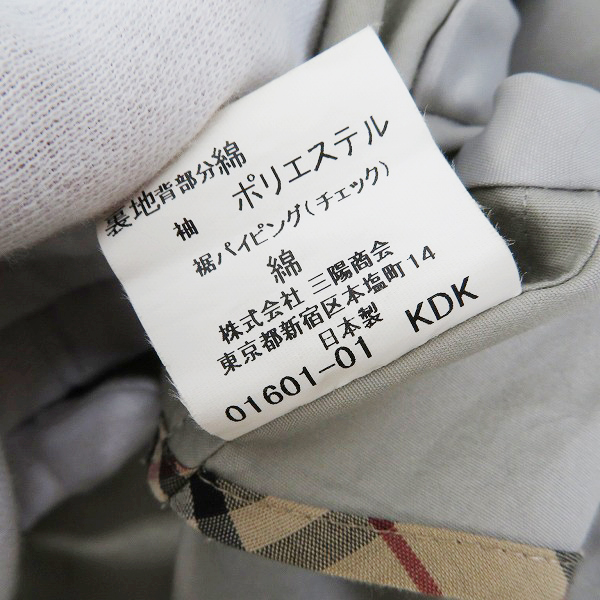 裏地背部分綿
袖 ポリエステル
裾パイピング(チェック)
綿
株式会社 三陽商会
東京都新宿区本塩町14
日本製
01601-01 KDK